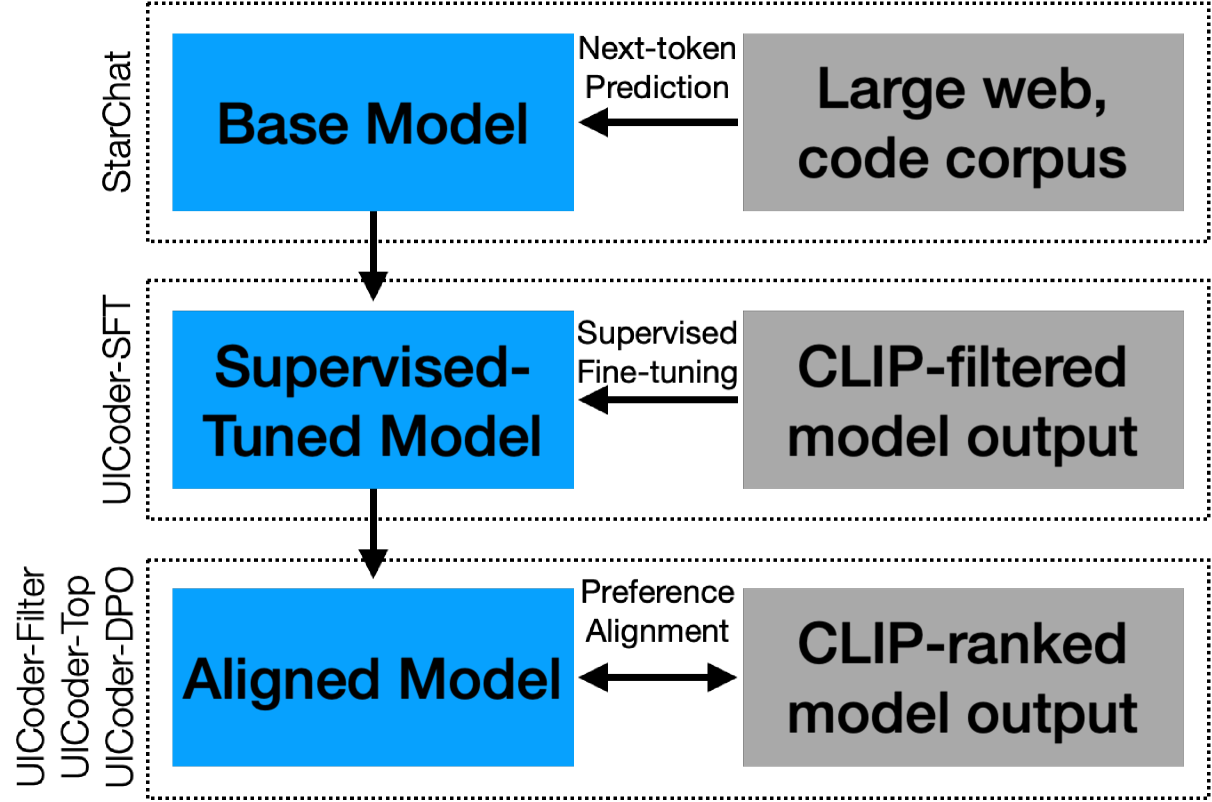 StarChat
Base Model
Next-token
Prediction
Large web,
code corpus
UICoder-SFT
Supervised-
Tuned Model
Supervised
Fine-tuning
CLIP-filtered
model output
UICoder-Filter
UICoder-Top
UICoder-DPO
Aligned Model
Preference
Alignment
CLIP-ranked
model output